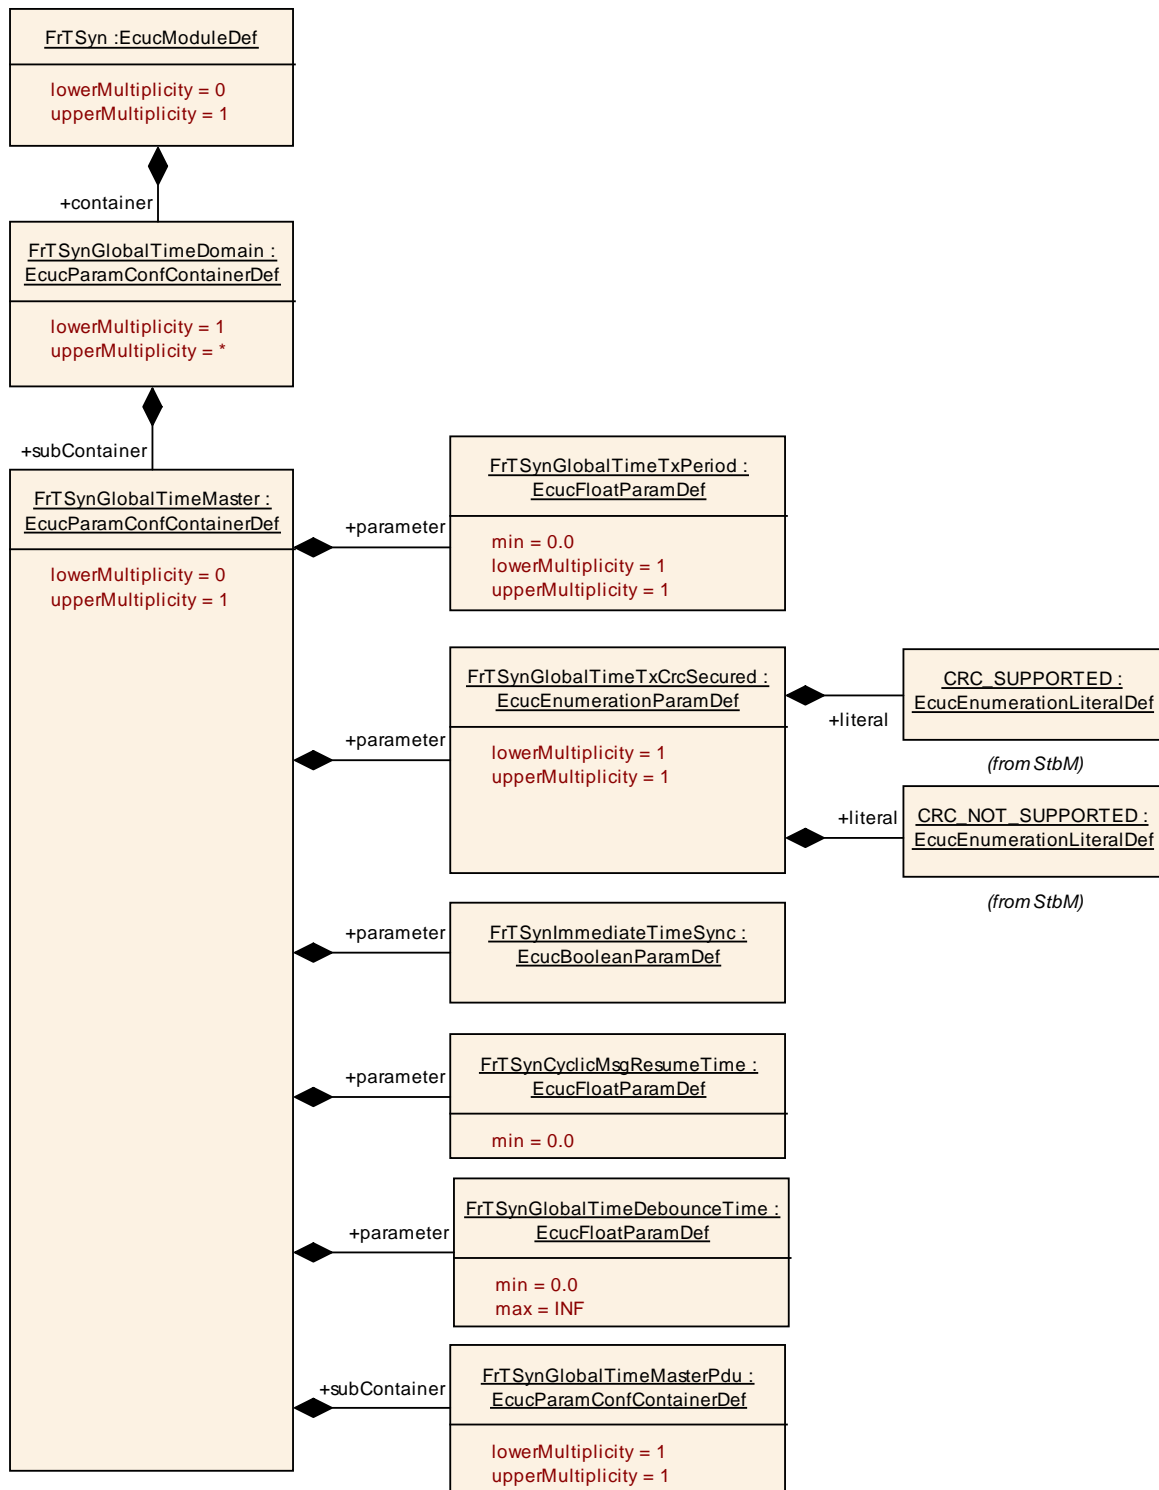 FrTSyn :EcucModuleDef
lowerMultiplicity = 0
upperMultiplicity = 1
+container
FrTSynGlobalTimeDomain :
EcucParamConfContainerDef
lowerMultiplicity = 1
upperMultiplicity = *
+subContainer
FrTSynGlobalTimeMaster :
EcucParamConfContainerDef
lowerMultiplicity = 0
upperMultiplicity = 1
+parameter
FrTSynGlobalTimeTxPeriod :
EcucFloatParamDef
min = 0.0
lowerMultiplicity = 1
upperMultiplicity = 1
+parameter
FrTSynGlobalTimeTxCrcSecured :
EcucEnumerationParamDef
lowerMultiplicity = 1
upperMultiplicity = 1
+literal
CRC_SUPPORTED :
EcucEnumerationLiteralDef
(from StbM)
+literal
CRC_NOT_SUPPORTED :
EcucEnumerationLiteralDef
(from StbM)
+parameter
FrTSynImmediateTimeSync :
EcucBooleanParamDef
+parameter
FrTSynCyclicMsgResumeTime :
EcucFloatParamDef
min = 0.0
+parameter
FrTSynGlobalTimeDebounceTime :
EcucFloatParamDef
min = 0.0
max = INF
+subContainer
FrTSynGlobalTimeMasterPdu :
EcucParamConfContainerDef
lowerMultiplicity = 1
upperMultiplicity = 1